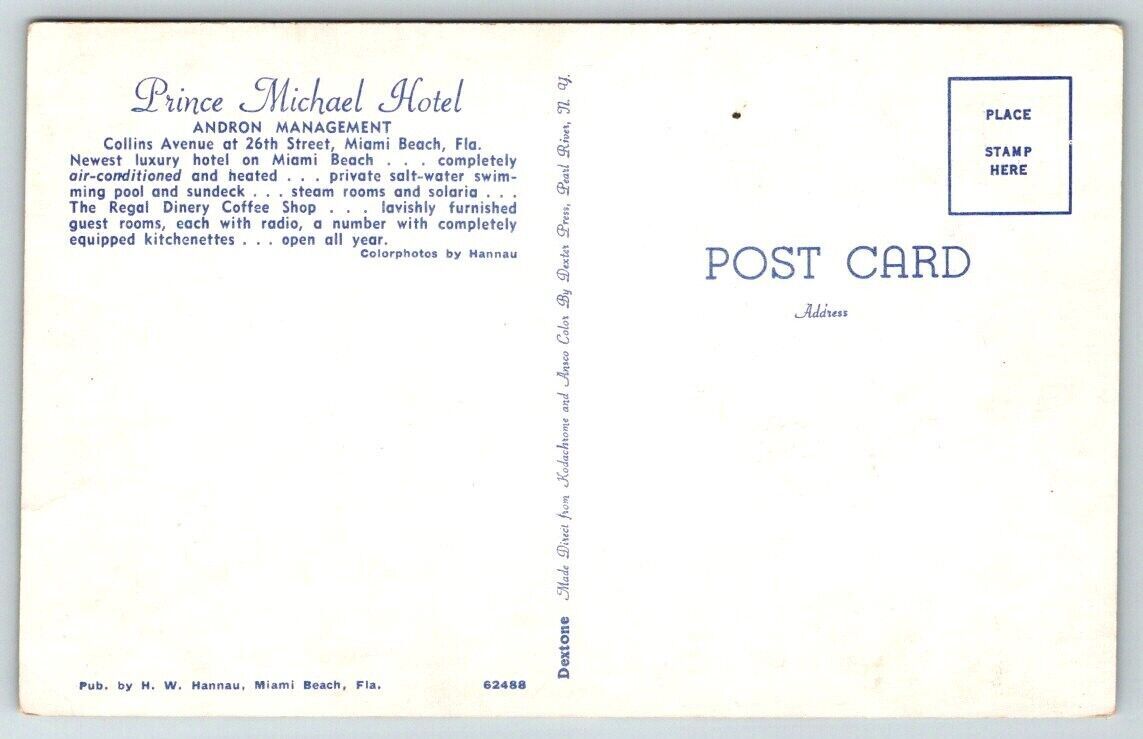 Prince Michael Hotel
ANDRON MANAGEMENT
Collins Avenue at 26th Street, Miami Beach, Fla.
Newest luxury hotel on Miami Beach . . . completely
air-conditioned and heated . . . private salt-water swim-
ming pool and sundeck . . . steam rooms and solaria . . .
The Regal Dinery Coffee Shop . . . lavishly furnished
guest rooms, each with radio, a number with completely
equipped kitchenettes . . . open all year.
Colorphotos by Hannau
Pub. by H. W. Hannau, Miami Beach, Fla.
62488
Dextone Made Direct from Kodachrome and Ansco Color By Dexter Press, Pearl River, N. Y.
PLACE
STAMP
HERE
POST CARD
Address